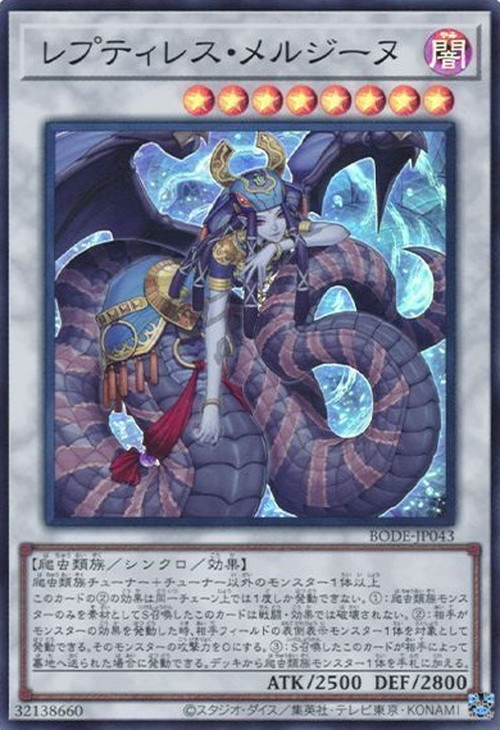 レプティレス・メルジーヌ
闇
BODE-JP043
【爬虫類族／シンクロ／効果】
爬虫類族チューナー＋チューナー以外のモンスター1体以上
このカードの②の効果は同一チェーン上では1度しか発動できない。①：爬虫類族モンス
ターのみを素材としてS召喚したこのカードは戦闘・効果では破壊されない。②：相手が
モンスターの効果を発動した時、相手フィールドの表側表示モンスター1体を対象として
発動できる。そのモンスターの攻撃力を0にする。③：S召喚したこのカードが相手によって
墓地へ送られた場合に発動できる。デッキから爬虫類族モンスター1体を手札に加える。
ATK/2500 DEF/2800
32138660 ©スタジオ・ダイス／集英社・テレビ東京・KONAMI